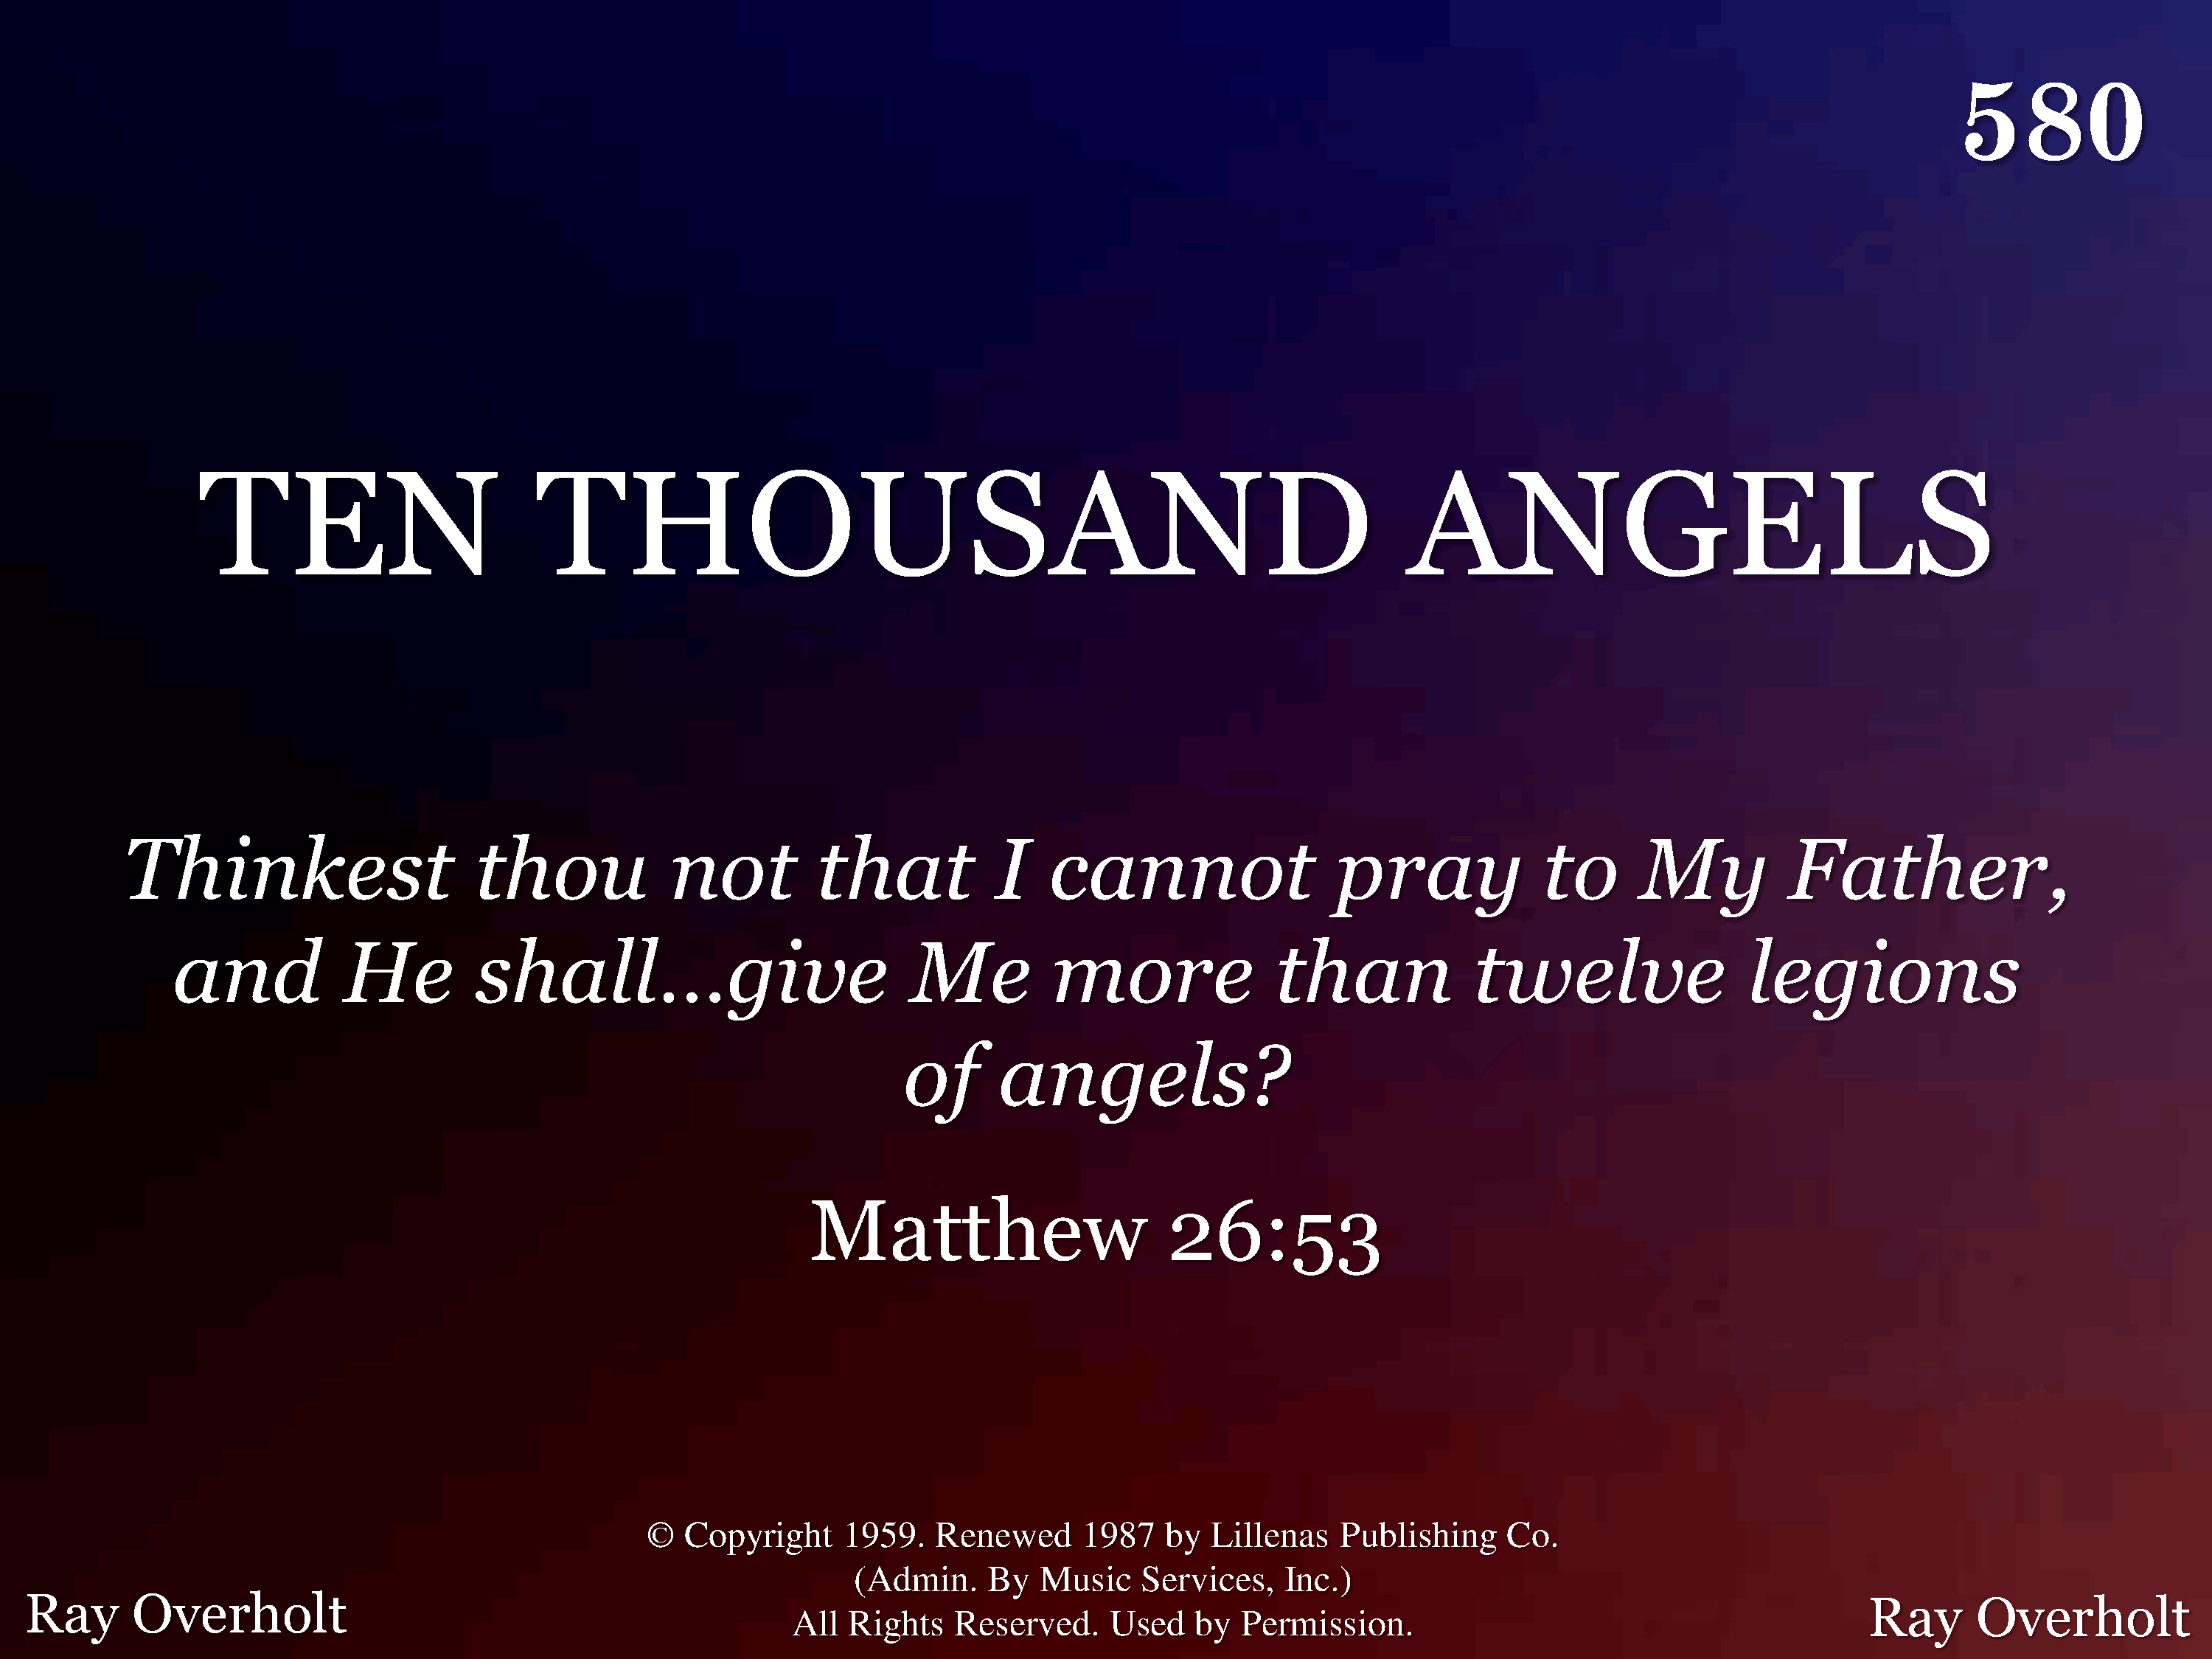 580
TEN THOUSAND ANGELS
Thinkest thou not that I cannot pray to My Father,
and He shall...give Me more than twelve legions
of angels?
Matthew 26:53
© Copyright 1959. Renewed 1987 by Lillenas Publishing Co.
(Admin. By Music Services, Inc.)
All Rights Reserved. Used by Permission.
Ray Overholt
Ray Overholt